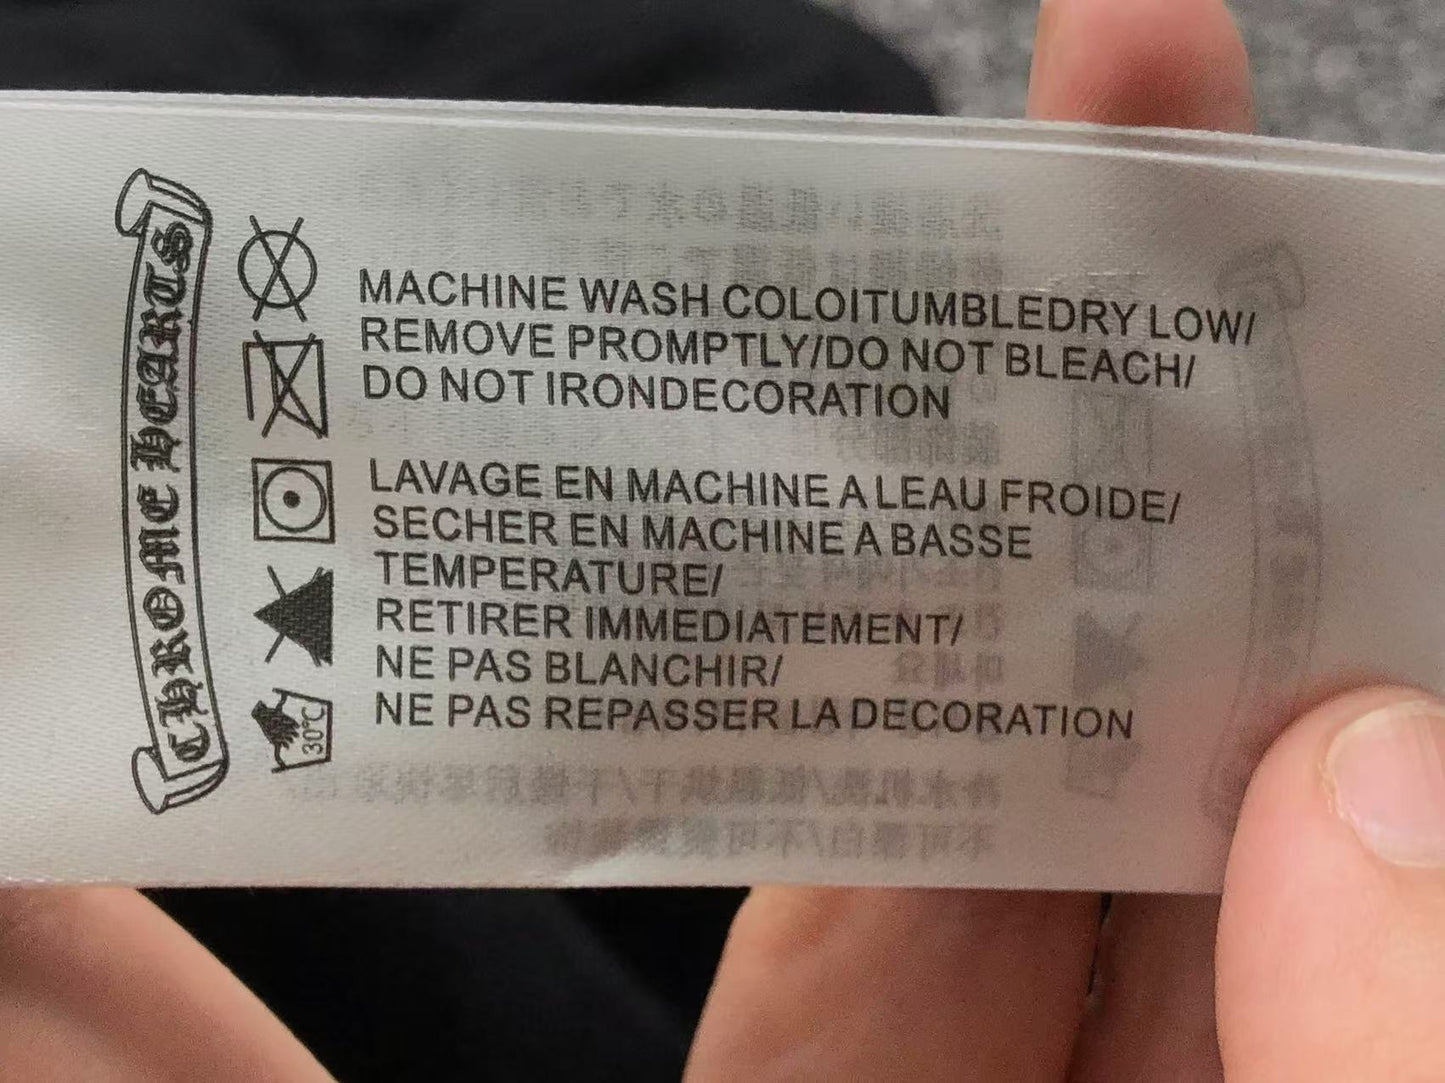 CHROME HEARTS
MACHINE WASH COLOITUMBLEDRY LOW/
REMOVE PROMPTLY/DO NOT BLEACH/
DO NOT IRONDECORATION
LAVAGE EN MACHINE A LEAU FROIDE/
SECHER EN MACHINE A BASSE
TEMPERATURE/
RETIRER IMMEDIATEMENT/
NE PAS BLANCHIR/
NE PAS REPASSER LA DECORATION
30°C